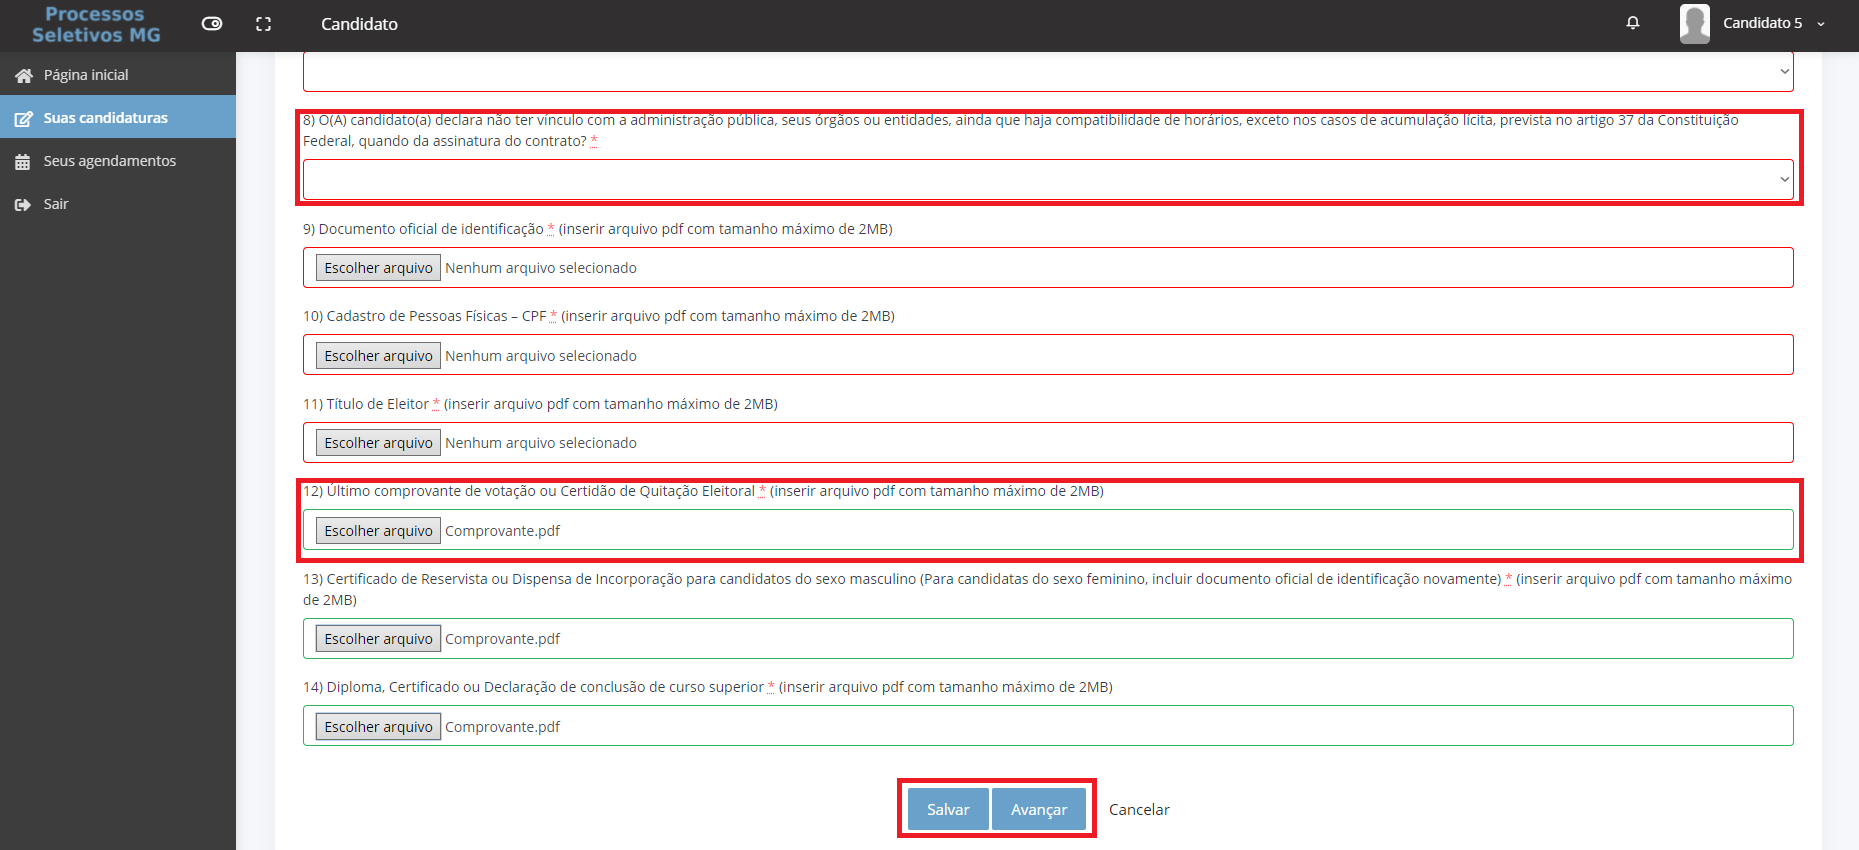 Processos
Seletivos MG
Candidato
Candidato 5
Página inicial
Suas candidaturas
Seus agendamentos
Sair
8) O(A) candidato(a) declara não ter vínculo com a administração pública, seus órgãos ou entidades, ainda que haja compatibilidade de horários, exceto nos casos de acumulação lícita, prevista no artigo 37 da Constituição
Federal, quando da assinatura do contrato? *
9) Documento oficial de identificação * (inserir arquivo pdf com tamanho máximo de 2MB)
Escolher arquivo Nenhum arquivo selecionado
10) Cadastro de Pessoas Físicas – CPF * (inserir arquivo pdf com tamanho máximo de 2MB)
Escolher arquivo Nenhum arquivo selecionado
11) Título de Eleitor * (inserir arquivo pdf com tamanho máximo de 2MB)
Escolher arquivo Nenhum arquivo selecionado
12) Último comprovante de votação ou Certidão de Quitação Eleitoral * (inserir arquivo pdf com tamanho máximo de 2MB)
Escolher arquivo Comprovante.pdf
13) Certificado de Reservista ou Dispensa de Incorporação para candidatos do sexo masculino (Para candidatas do sexo feminino, incluir documento oficial de identificação novamente) * (inserir arquivo pdf com tamanho máximo
de 2MB)
Escolher arquivo Comprovante.pdf
14) Diploma, Certificado ou Declaração de conclusão de curso superior * (inserir arquivo pdf com tamanho máximo de 2MB)
Escolher arquivo Comprovante.pdf
Salvar Avançar Cancelar